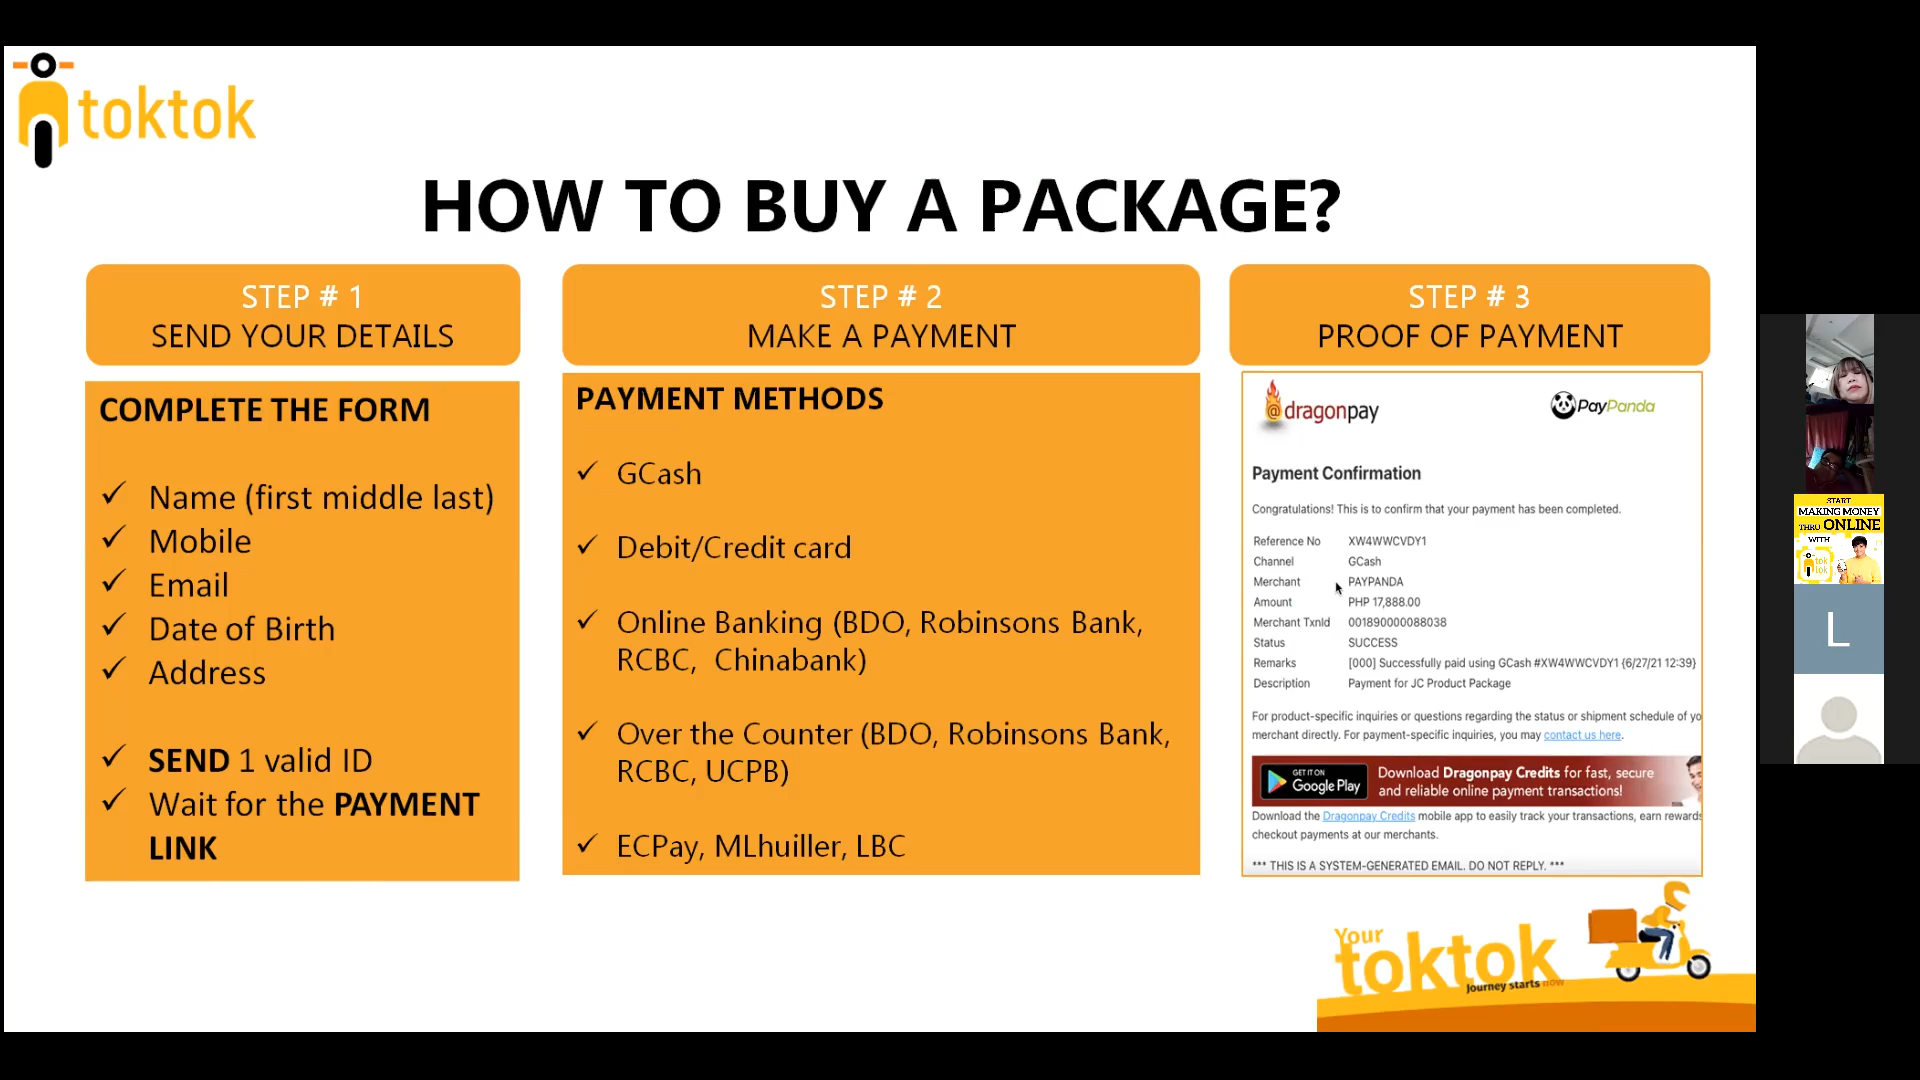 toktok
HOW TO BUY A PACKAGE?
STEP # 1
SEND YOUR DETAILS
COMPLETE THE FORM
✓ Name (first middle last)
✓ Mobile
✓ Email
✓ Date of Birth
✓ Address
✓ SEND 1 valid ID
✓ Wait for the PAYMENT
LINK
STEP # 2
MAKE A PAYMENT
PAYMENT METHODS
✓ GCash
✓ Debit/Credit card
✓ Online Banking (BDO, Robinsons Bank,
RCBC, Chinabank)
✓ Over the Counter (BDO, Robinsons Bank,
RCBC, UCPB)
✓ ECPay, MLhuiller, LBC
STEP # 3
PROOF OF PAYMENT
@dragonpay
PayPanda
Payment Confirmation
Congratulations! This is to confirm that your payment has been completed.
Reference No XW4WWCVDY1
Channel GCash
Merchant PAYPANDA
Amount PHP 17,888.00
Merchant TxnId 001890000088038
Status SUCCESS
Remarks [000] Successfully paid using GCash #XW4WWCVDY1 {6/27/21 12:39}
Description Payment for JC Product Package
For product-specific inquiries or questions regarding the status or shipment schedule of yo
merchant directly. For payment-specific inquiries, you may contact us here.
GET IT ON
Google Play
Download Dragonpay Credits for fast, secure
and reliable online payment transactions!
Download the Dragonpay Credits mobile app to easily track your transactions, earn rewards
checkout payments at our merchants.
*** THIS IS A SYSTEM-GENERATED EMAIL. DO NOT REPLY. ***
Your
toktok
Journey starts now
START
MAKING MONEY
THRU ONLINE
WITH
tok
tok
L